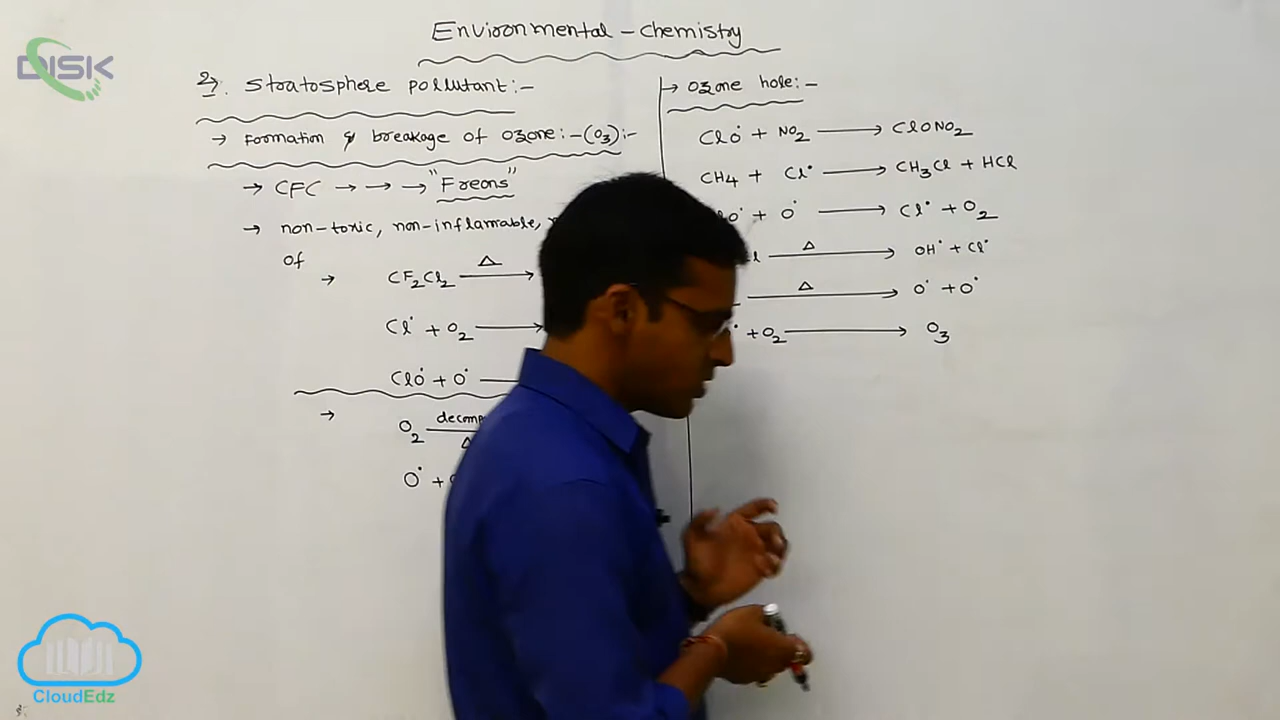 Environmental - chemistry
DISK
2). Stratosphere pollutant:-
→ Formation & breakage of ozone:-(O3):-
→ CFC → → → "Freons"
→ non-toxic, non-inflamable,
of
→ CF2Cl2 —Δ→
Cl• + O2 →
ClO• + O• —
→ O2 Δ
O• +
→ Ozone hole:-
ClO• + NO2 → ClONO2
CH4 + Cl• → CH3Cl + HCl
O• + O• → Cl• + O2
—Δ→ OH• + Cl•
—Δ→ O• + O•
+ O2 → O3
CloudEdz